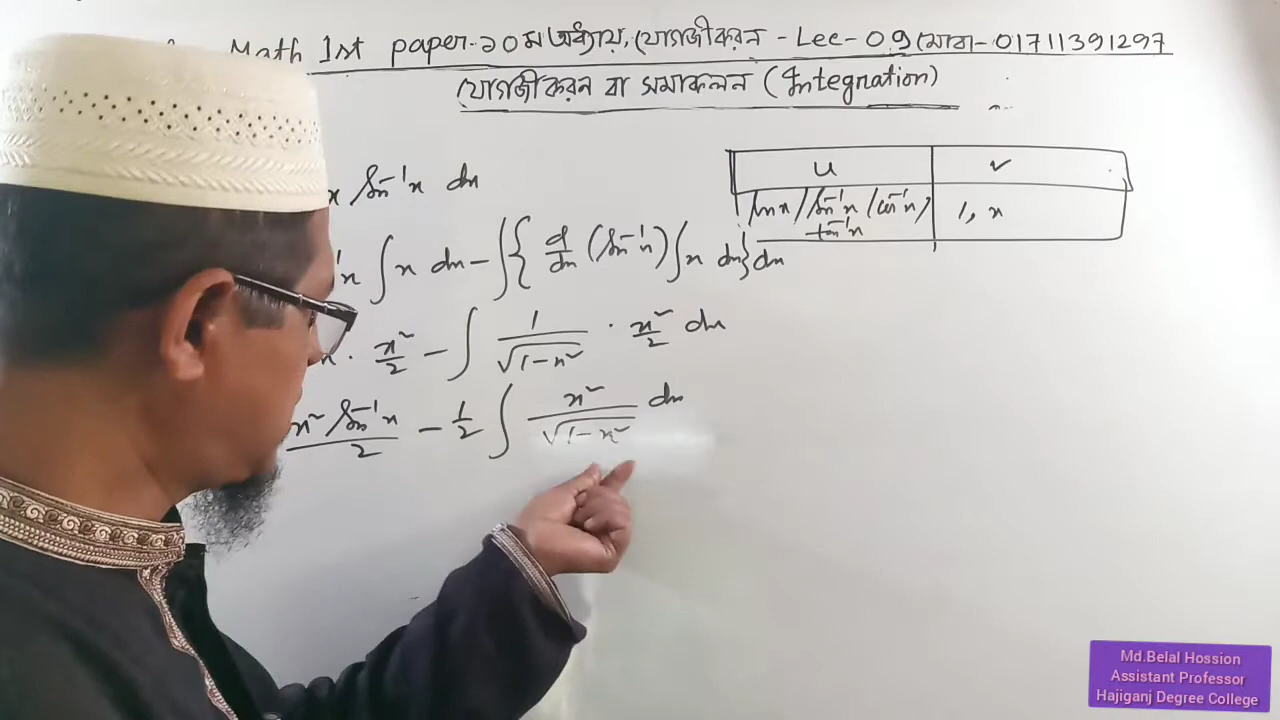 Math 1st paper-১০ম অধ্যায়, যোগজীকরন - Lec-09 (মোবা- 01711391297
যোগজীকরন বা সমাকলন (Integration)
x sin⁻¹x dx
u | v
lnx/sin⁻¹x/cos⁻¹x/tan⁻¹x | 1, x
⁻¹x ∫ x dx - ∫{ d/dx (sin⁻¹x) ∫ x dx} dx
x · x²/2 - ∫ 1/√(1-x²) · x²/2 dx
x² sin⁻¹x/2 - 1/2 ∫ x²/√(1-x²) dx
Md.Belal Hossion
Assistant Professor
Hajiganj Degree College